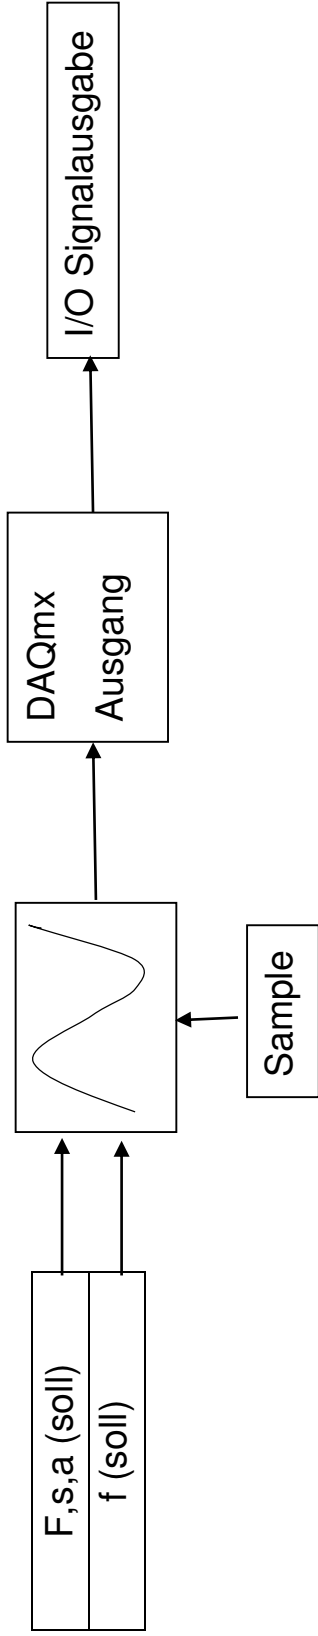 F,s,a (soll)
f (soll)
Sample
DAQmx
Ausgang
I/O Signalausgabe